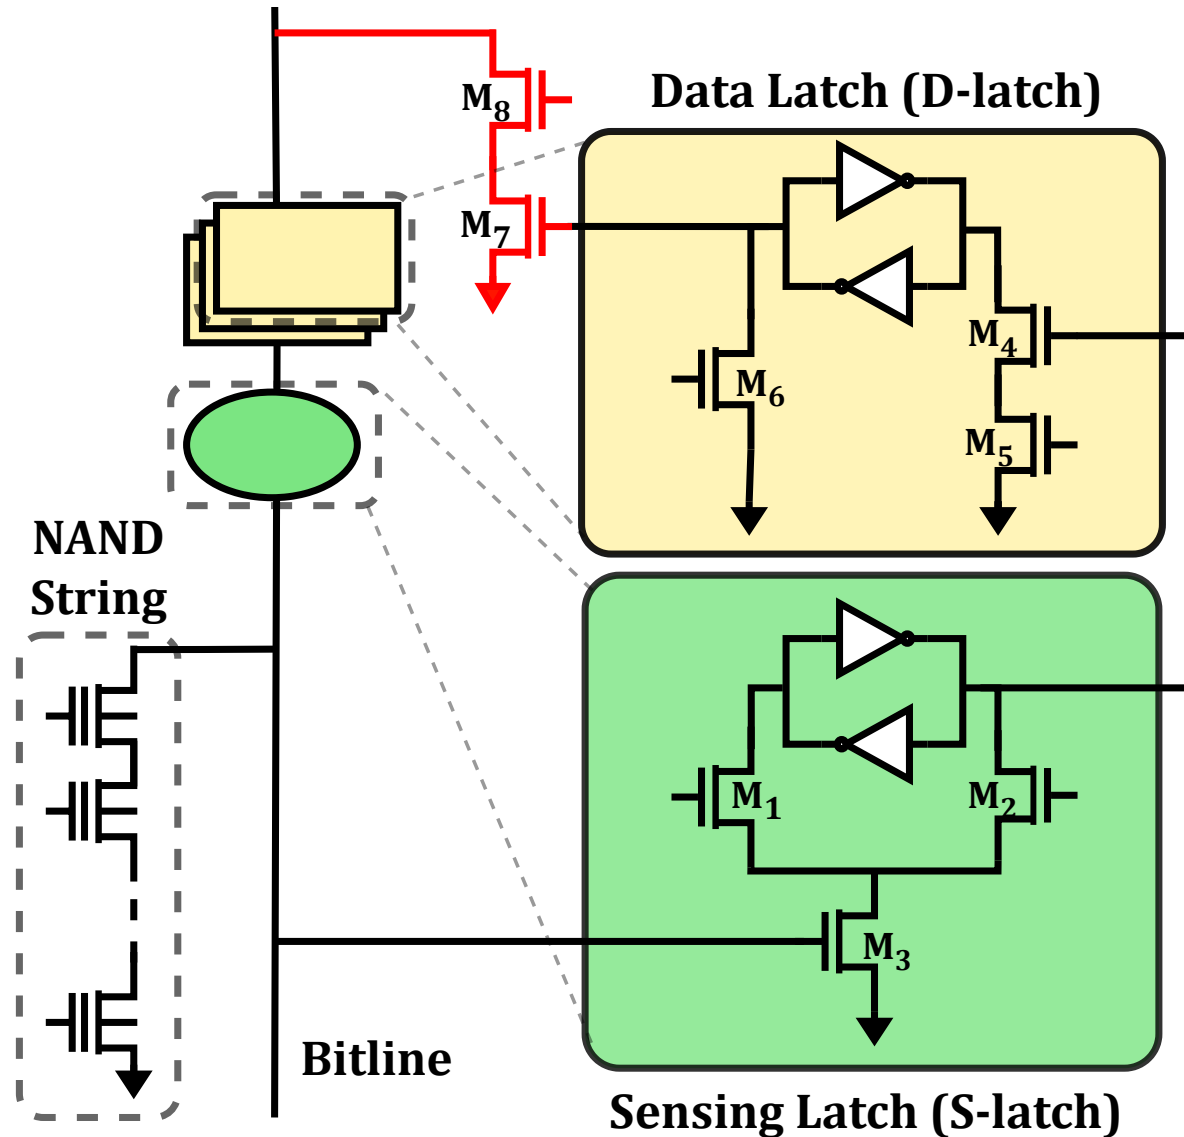 Data Latch (D-latch)
M8
M7
M4
M6
M5
NAND
String
M1
M2
M3
Bitline
Sensing Latch (S-latch)